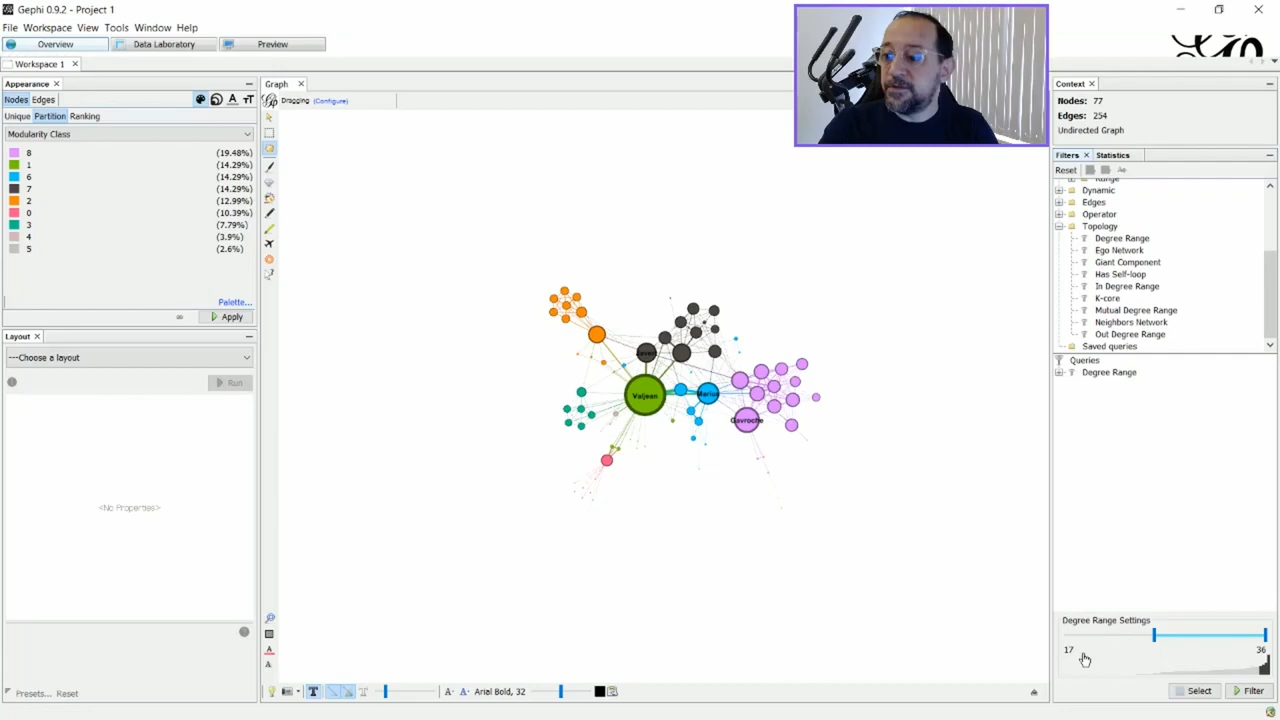 Gephi 0.9.2 - Project 1
File Workspace View Tools Window Help
Overview Data Laboratory Preview
Workspace 1
Appearance
Nodes Edges
Unique Partition Ranking
Modularity Class
8 (19.48%)
1 (14.29%)
6 (14.29%)
7 (14.29%)
2 (12.99%)
0 (10.39%)
3 (7.79%)
4 (3.9%)
5 (2.6%)
Palette...
Apply
Layout
---Choose a layout
Run
<No Properties>
Presets... Reset
Graph
Dragging (Configure)
Valjean
Marius
Gavroche
Arial Bold, 32
Context
Nodes: 77
Edges: 254
Undirected Graph
Filters Statistics
Reset
Range
Dynamic
Edges
Operator
Topology
Degree Range
Ego Network
Giant Component
Has Self-loop
In Degree Range
K-core
Mutual Degree Range
Neighbors Network
Out Degree Range
Saved queries
Queries
Degree Range
Degree Range Settings
17 36
Select Filter